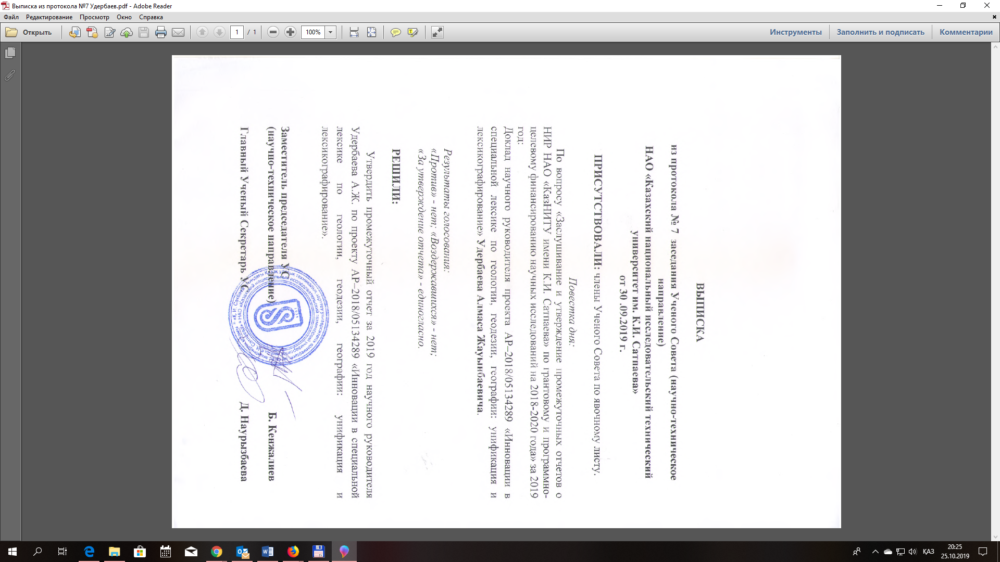 Выписка из протокола №7 Удербаев.pdf - Adobe Reader
Файл Редактирование Просмотр Окно Справка
Открыть 1 / 1 100% Инструменты Заполнить и подписать Комментарии
ВЫПИСКА
из протокола № 7 заседания Ученого Совета (научно-техническое
направление)
НАО «Казахский национальный исследовательский технический
университет им. К.И. Сатпаева»
от 30 .09.2019 г.
ПРИСУТСТВОВАЛИ: члены Ученого Совета по явочному листу.
Повестка дня:
По вопросу «Заслушивание и утверждение промежуточных отчетов о
НИР НАО «КазНИТУ имени К.И. Сатпаева» по грантовому и программно-
целевому финансированию научных исследований на 2018-2020 года» за 2019
год:
Доклад научного руководителя проекта АР–2018/05134289 «Инновации в
специальной лексике по геологии, геодезии, географии: унификация и
лексикографирование» Удербаева Алмаса Жауынбаевича.
Результаты голосования:
«Против» - нет; «Воздержавшихся» - нет;
«За утверждение отчета» - единогласно.
РЕШИЛИ:
Утвердить промежуточный отчет за 2019 год научного руководителя
Удербаева А.Ж. по проекту АР–2018/05134289 «Инновации в специальной
лексике по геологии, геодезии, географии: унификация и
лексикографирование».
Заместитель председателя УС
(научно-техническое направление) Б. Кенжалиев
Главный Ученый Секретарь УС Д. Наурызбаева
1934
ҚАЗ
20:25
25.10.2019